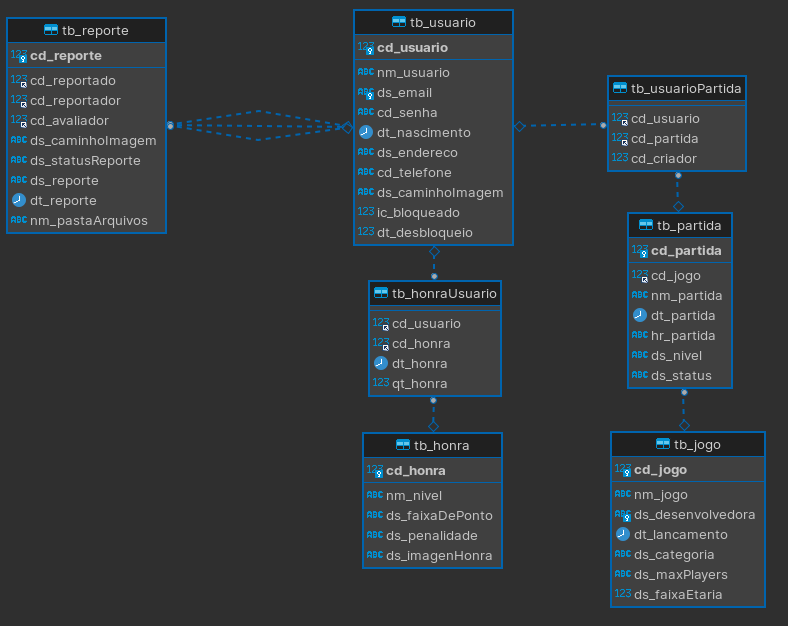 tb_reporte
123 cd_reporte
123 cd_reportado
123 cd_reportador
123 cd_avaliador
ABC ds_caminhoImagem
ABC ds_statusReporte
ABC ds_reporte
dt_reporte
ABC nm_pastaArquivos
tb_usuario
123 cd_usuario
ABC nm_usuario
ABC ds_email
ABC cd_senha
dt_nascimento
ABC ds_endereco
ABC cd_telefone
ABC ds_caminhoImagem
123 ic_bloqueado
123 dt_desbloqueio
tb_usuarioPartida
123 cd_usuario
123 cd_partida
123 cd_criador
tb_partida
123 cd_partida
123 cd_jogo
ABC nm_partida
dt_partida
ABC hr_partida
ABC ds_nivel
ABC ds_status
tb_honraUsuario
123 cd_usuario
123 cd_honra
dt_honra
123 qt_honra
tb_honra
123 cd_honra
ABC nm_nivel
ABC ds_faixaDePonto
ABC ds_penalidade
ABC ds_imagenHonra
tb_jogo
123 cd_jogo
ABC nm_jogo
ABC ds_desenvolvedora
dt_lancamento
ABC ds_categoria
ABC ds_maxPlayers
123 ds_faixaEtaria